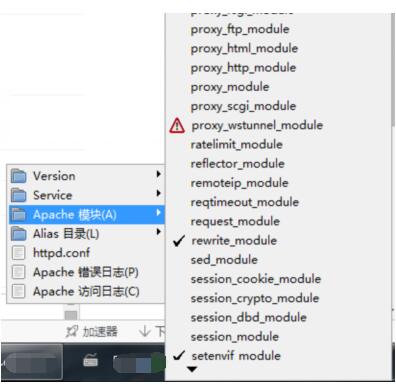 proxy_ftp_module
proxy_html_module
proxy_http_module
proxy_module
proxy_scgi_module
proxy_wstunnel_module
ratelimit_module
reflector_module
remoteip_module
reqtimeout_module
request_module
rewrite_module
sed_module
session_cookie_module
session_crypto_module
session_dbd_module
session_module
setenvif module
Version
Service
Apache 模块(A)
Alias 目录(L)
httpd.conf
Apache 错误日志(P)
Apache 访问日志(C)
加速器
下